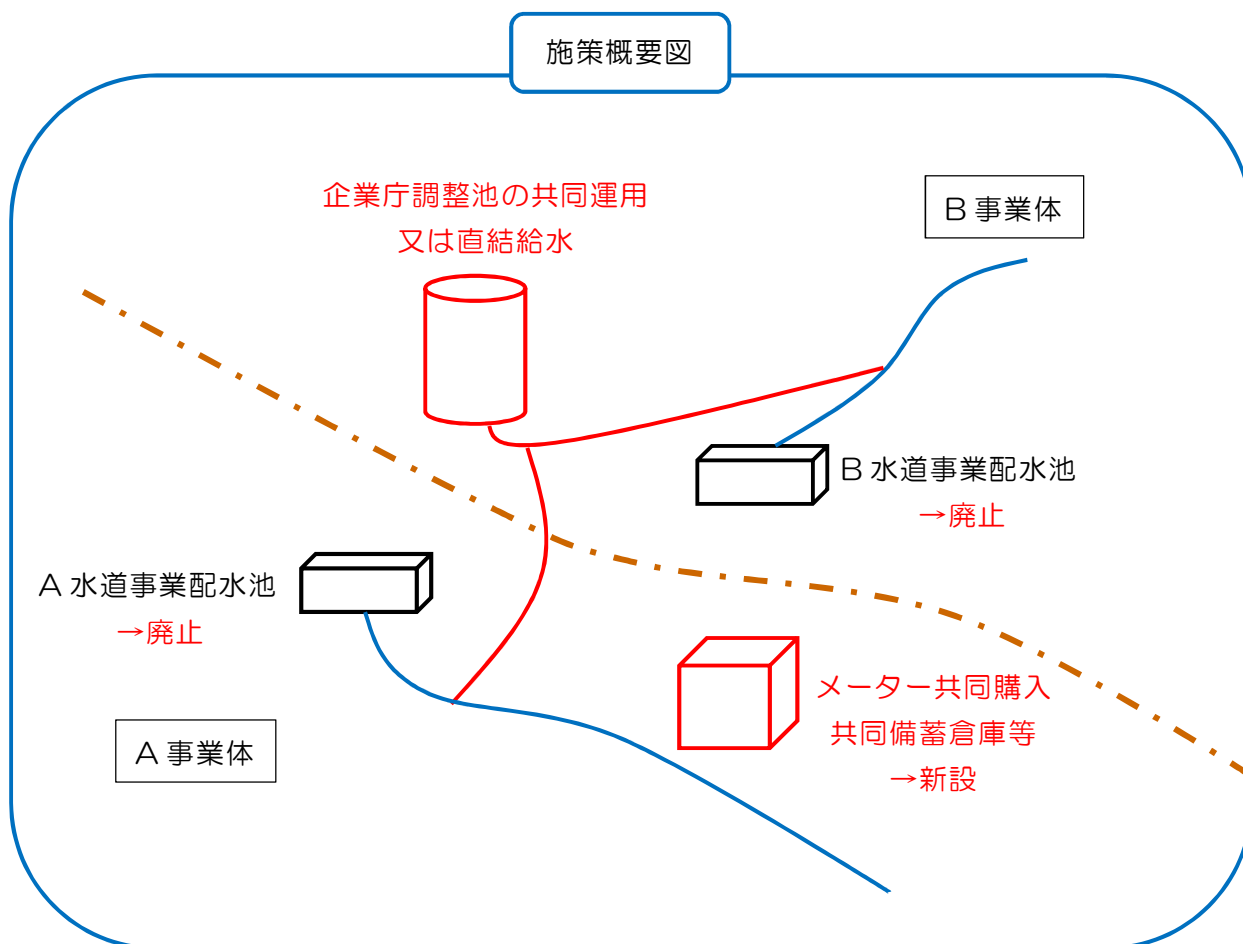 施策概要図
企業庁調整池の共同運用
又は直結給水
B事業体
B水道事業配水池
→廃止
A水道事業配水池
→廃止
メーター共同購入
共同備蓄倉庫等
→新設
A事業体